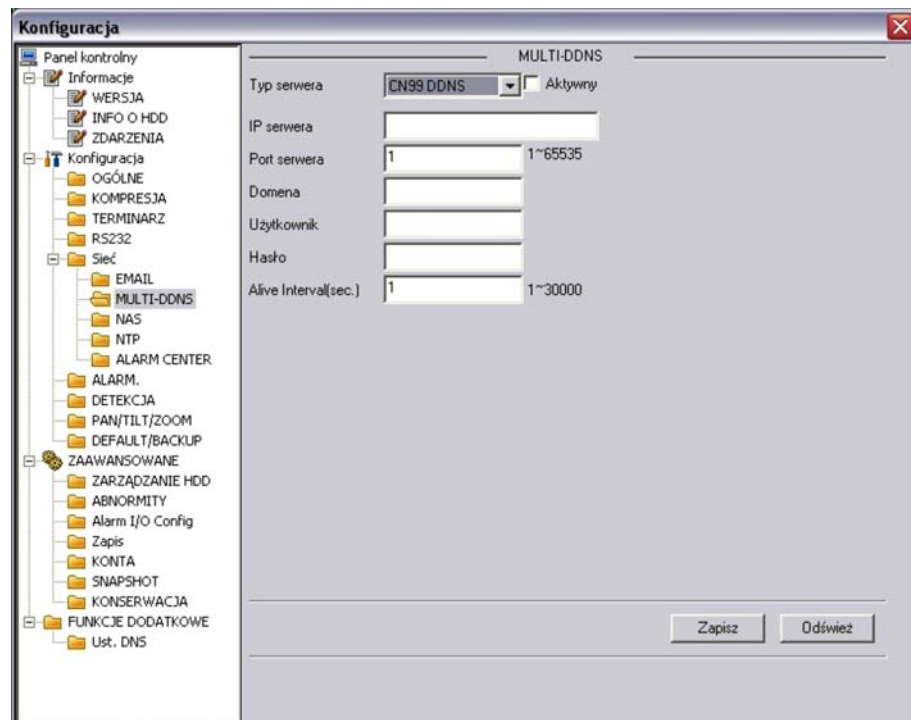 Konfiguracja
Panel kontrolny
Informacje
WERSJA
INFO O HDD
ZDARZENIA
Konfiguracja
OGÓLNE
KOMPRESJA
TERMINARZ
RS232
Sieć
EMAIL
MULTI-DDNS
NAS
NTP
ALARM CENTER
ALARM.
DETEKCJA
PAN/TILT/ZOOM
DEFAULT/BACKUP
ZAAWANSOWANE
ZARZĄDZANIE HDD
ABNORMITY
Alarm I/O Config
Zapis
KONTA
SNAPSHOT
KONSERWACJA
FUNKCJE DODATKOWE
Ust. DNS
MULTI-DDNS
Typ serwera CN99 DDNS Aktywny
IP serwera
Port serwera 1 1~65535
Domena
Użytkownik
Hasło
Alive Interval(sec.) 1 1~30000
Zapisz Odśwież